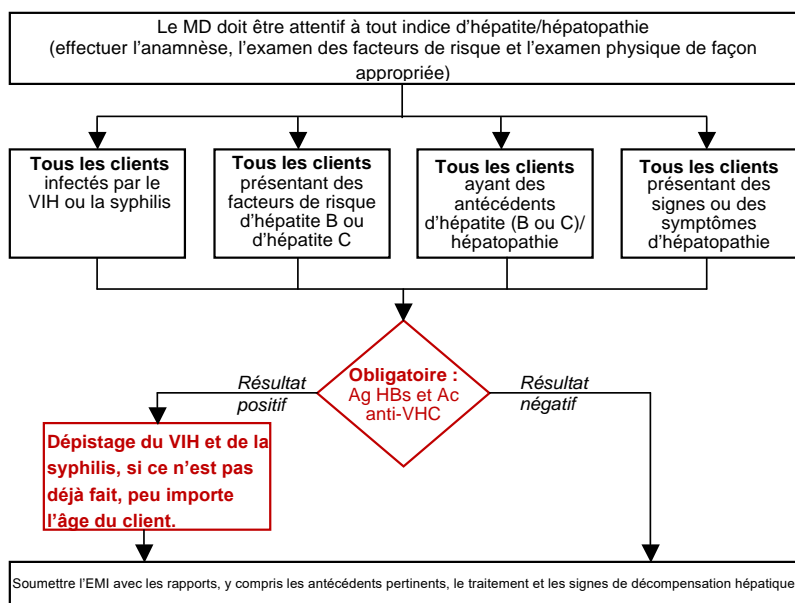 Le MD doit être attentif à tout indice d'hépatite/hépatopathie
(effectuer l'anamnèse, l'examen des facteurs de risque et l'examen physique de façon
appropriée)
Tous les clients
infectés par le
VIH ou la syphilis
Tous les clients
présentant des
facteurs de risque
d'hépatite B ou
d'hépatite C
Tous les clients
ayant des
antécédents
d'hépatite (B ou C)/
hépatopathie
Tous les clients
présentant des
signes ou des
symptômes
d'hépatopathie
Obligatoire :
Ag HBs et Ac
anti-VHC
Résultat
positif
Résultat
négatif
Dépistage du VIH et de la
syphilis, si ce n'est pas
déjà fait, peu importe
l'âge du client.
Soumettre l'EMI avec les rapports, y compris les antécédents pertinents, le traitement et les signes de décompensation hépatique